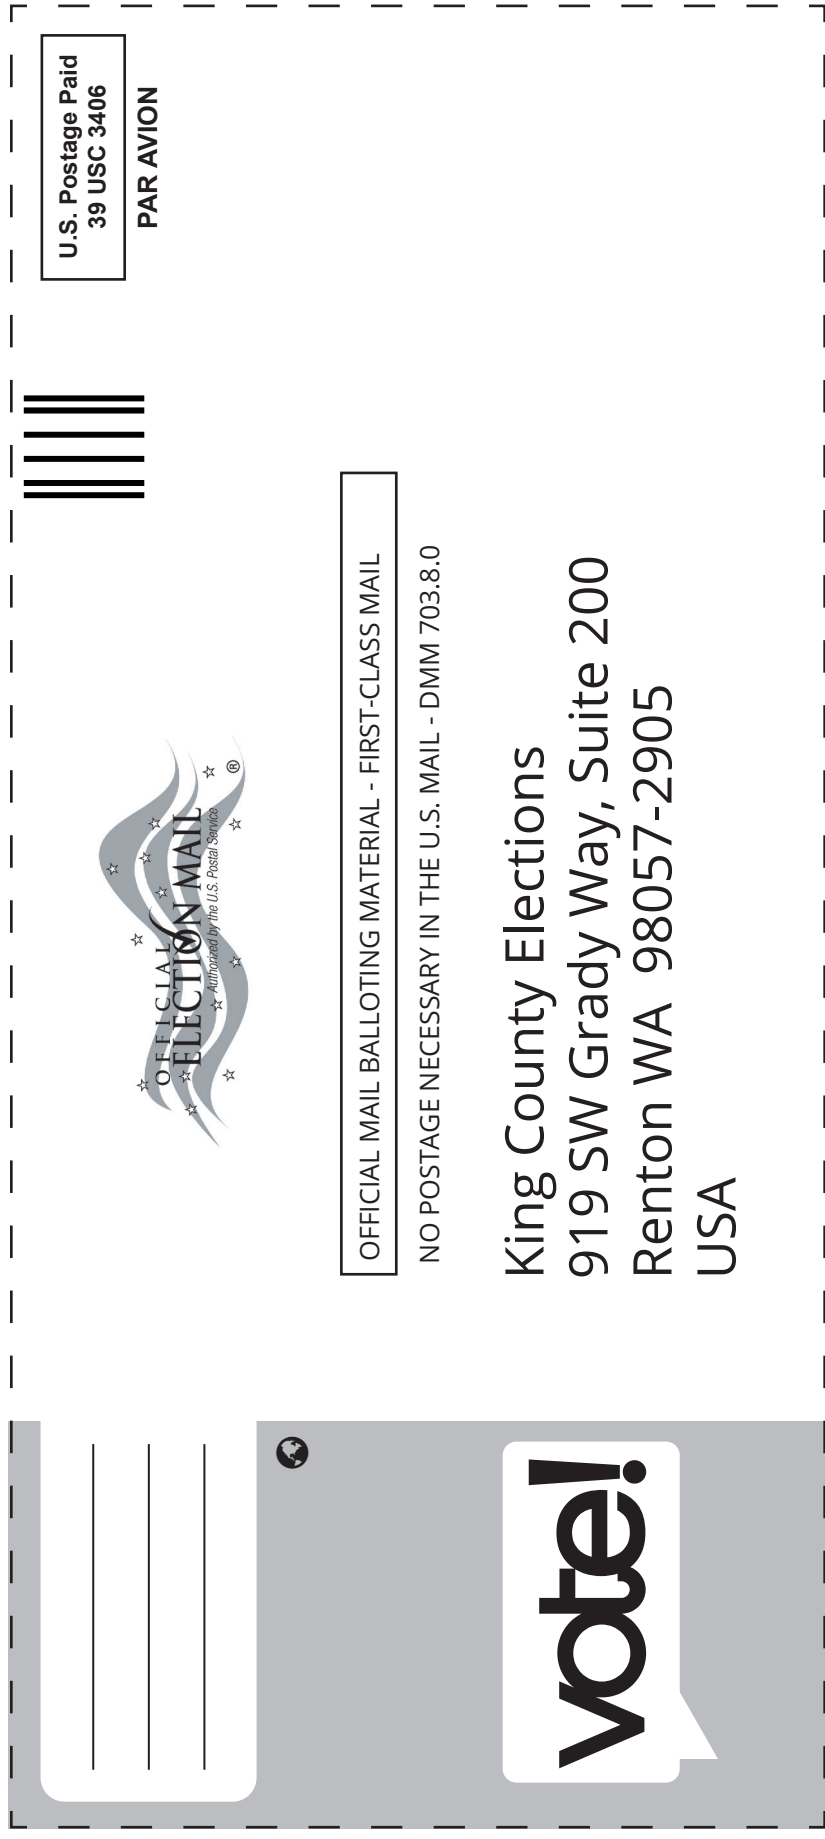 U.S. Postage Paid
39 USC 3406
PAR AVION
OFFICIAL
ELECTION MAIL
Authorized by the U.S. Postal Service
®
OFFICIAL MAIL BALLOTING MATERIAL - FIRST-CLASS MAIL
NO POSTAGE NECESSARY IN THE U.S. MAIL - DMM 703.8.0
King County Elections
919 SW Grady Way, Suite 200
Renton WA 98057-2905
USA
vote!